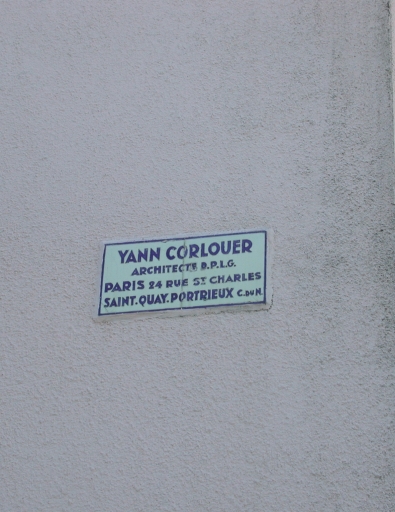 YANN CORLOUER
ARCHITECTE D.P.L.G.
PARIS 24 RUE ST CHARLES
SAINT.QUAY.PORTRIEUX C.DU N.